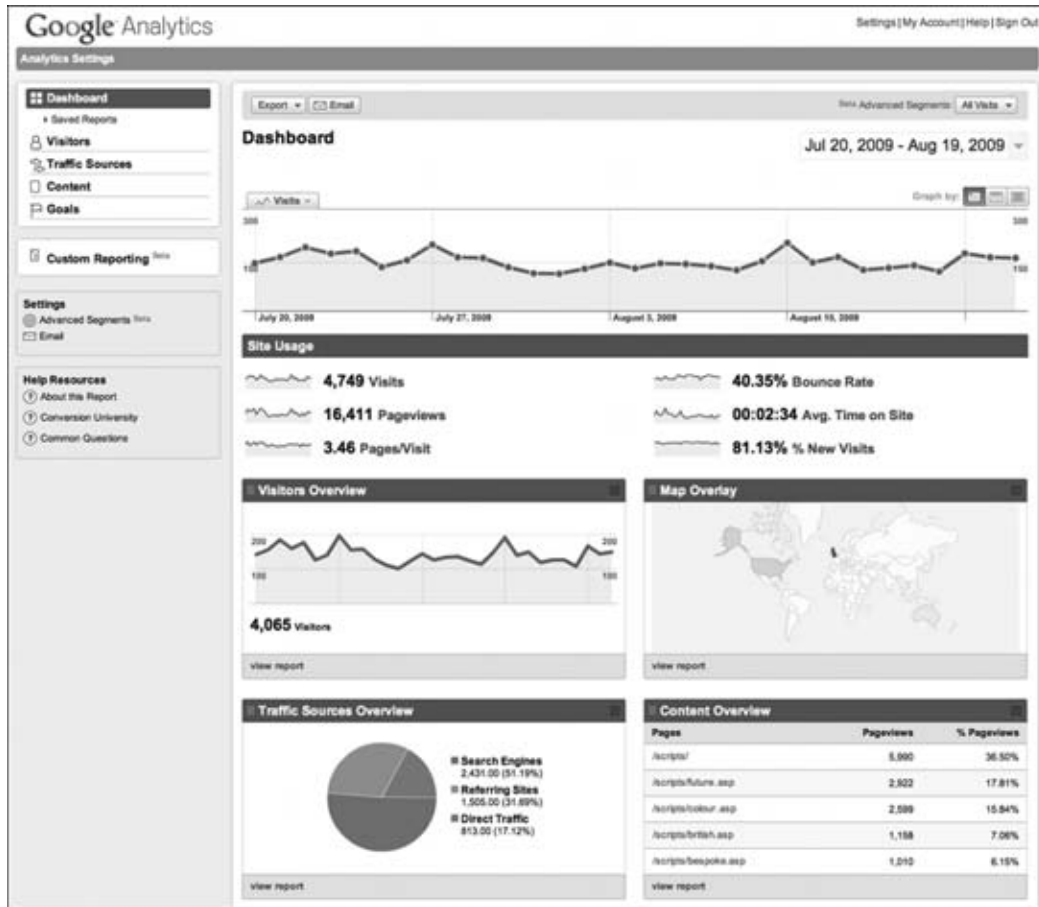 Google Analytics
Settings | My Account | Help | Sign Out
Analytics Settings
Dashboard
Saved Reports
Visitors
Traffic Sources
Content
Goals
Custom Reporting Beta
Settings
Advanced Segments Beta
Email
Help Resources
About this Report
Conversion University
Common Questions
Export Email
Beta Advanced Segments: All Visits
Dashboard
Jul 20, 2009 - Aug 19, 2009
Visits
Graph by:
300 300
150 150
July 20, 2009 July 27, 2009 August 3, 2009 August 10, 2009
Site Usage
4,749 Visits
40.35% Bounce Rate
16,411 Pageviews
00:02:34 Avg. Time on Site
3.46 Pages/Visit
81.13% % New Visits
Visitors Overview
200 200
100 100
4,065 Visitors
view report
Map Overlay
view report
Traffic Sources Overview
Search Engines
2,431.00 (51.19%)
Referring Sites
1,505.00 (31.69%)
Direct Traffic
813.00 (17.12%)
view report
Content Overview
Pages Pageviews % Pageviews
/scripts/ 5,990 36.50%
/scripts/future.asp 2,922 17.81%
/scripts/colour.asp 2,599 15.84%
/scripts/british.asp 1,158 7.06%
/scripts/bespoke.asp 1,010 6.15%
view report